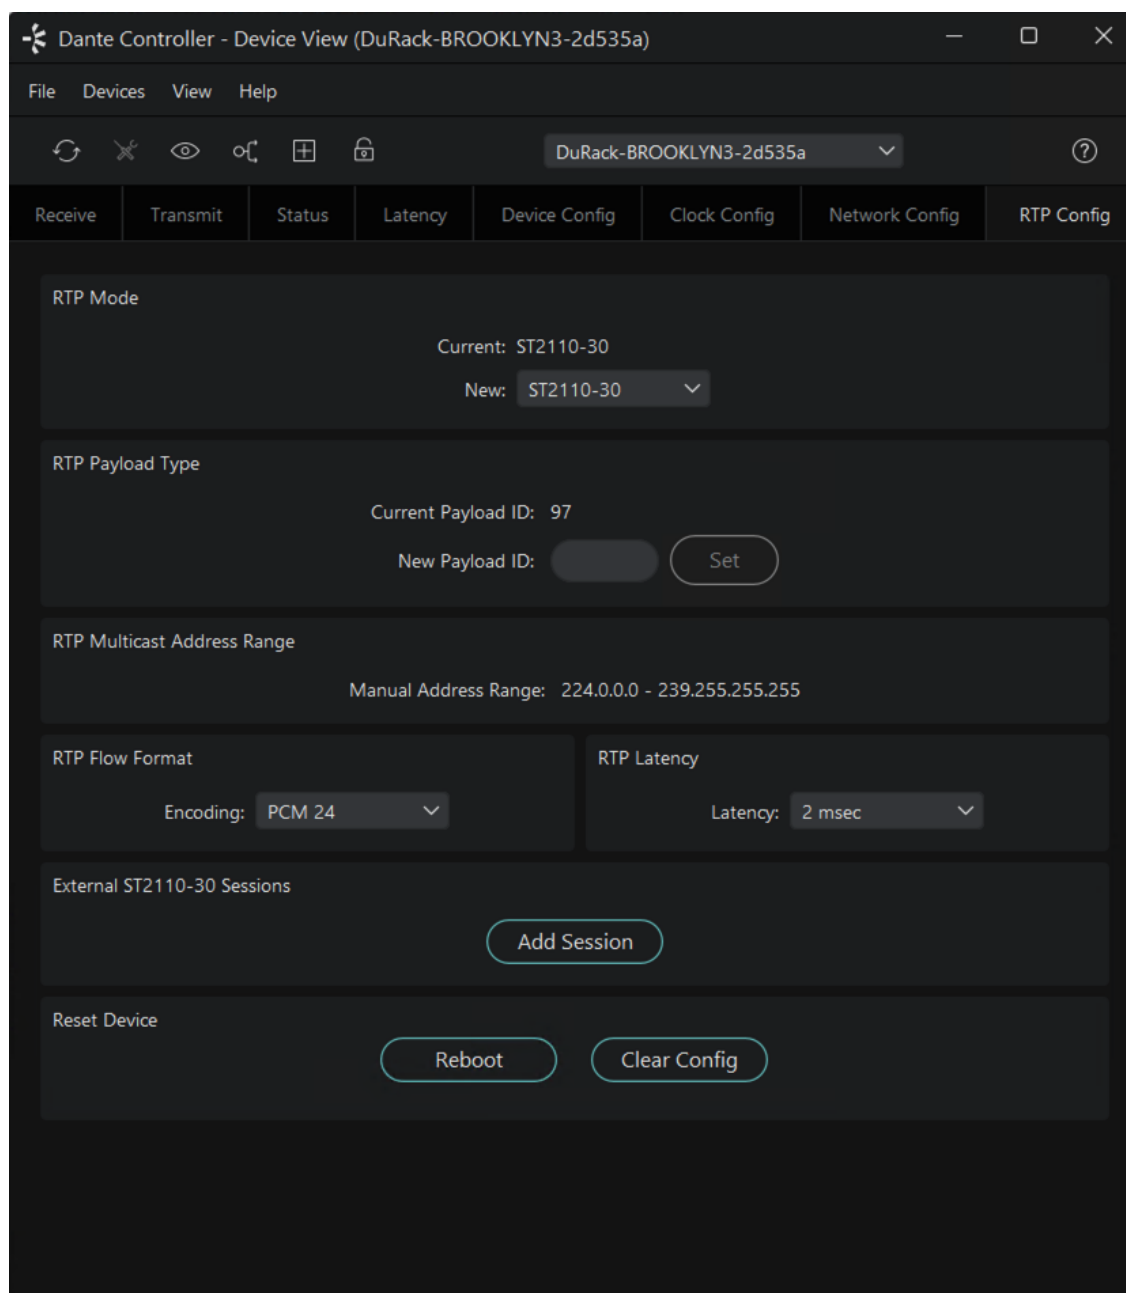 Dante Controller - Device View (DuRack-BROOKLYN3-2d535a)
File Devices View Help
DuRack-BROOKLYN3-2d535a
Receive Transmit Status Latency Device Config Clock Config Network Config RTP Config
RTP Mode
Current: ST2110-30
New: ST2110-30
RTP Payload Type
Current Payload ID: 97
New Payload ID: Set
RTP Multicast Address Range
Manual Address Range: 224.0.0.0 - 239.255.255.255
RTP Flow Format
Encoding: PCM 24
RTP Latency
Latency: 2 msec
External ST2110-30 Sessions
Add Session
Reset Device
Reboot Clear Config